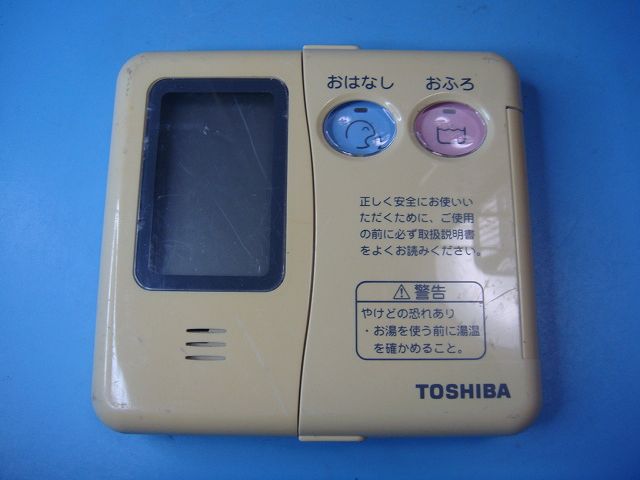 おはなし おふろ
正しく安全にお使いい
ただくために、ご使用
の前に必ず取扱説明書
をよくお読みください。
⚠警告
やけどの恐れあり
・お湯を使う前に湯温
を確かめること。
TOSHIBA